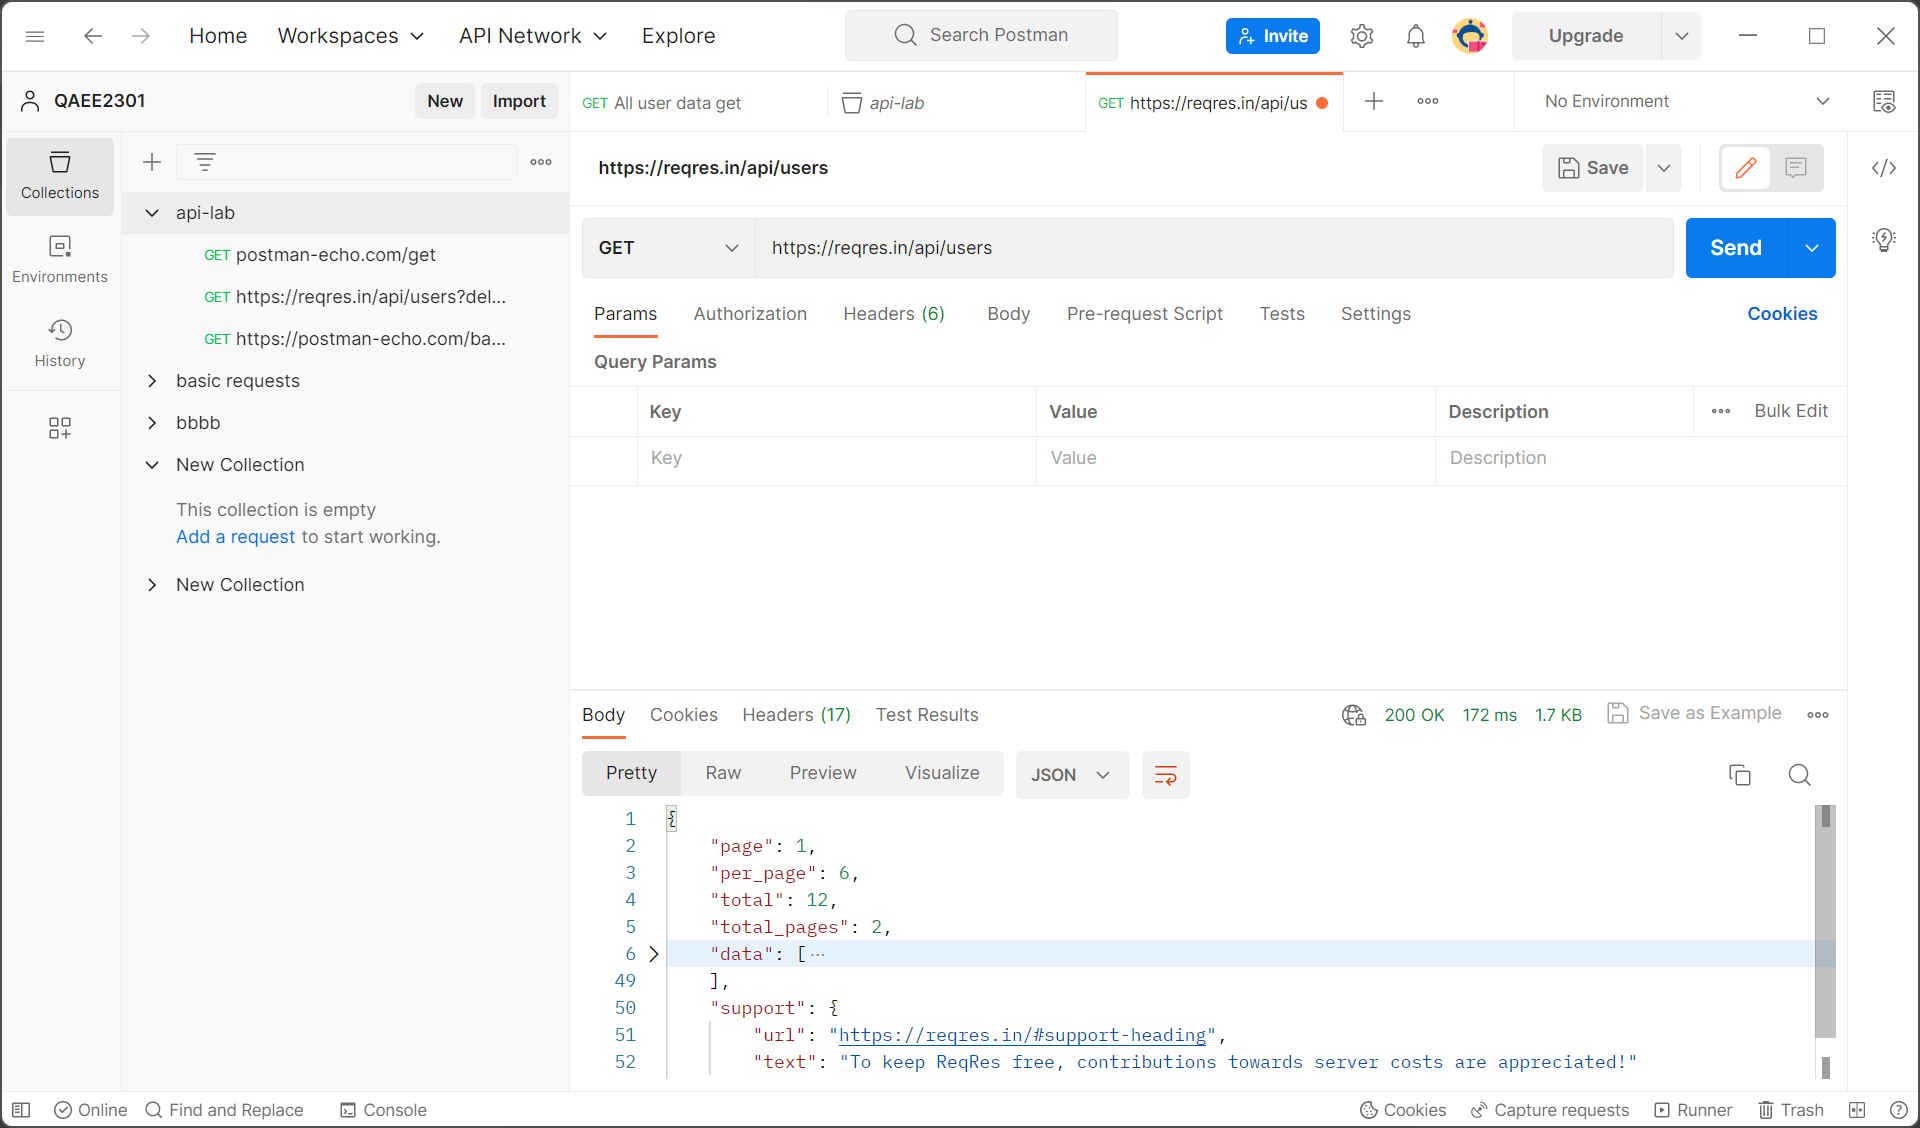 Home Workspaces API Network Explore Search Postman Invite Upgrade
QAEE2301 New Import
GET All user data get api-lab GET https://reqres.in/api/us No Environment
Collections
Environments
History
api-lab
GET postman-echo.com/get
GET https://reqres.in/api/users?del...
GET https://postman-echo.com/ba...
basic requests
bbbb
New Collection
This collection is empty
Add a request to start working.
New Collection
https://reqres.in/api/users Save
GET https://reqres.in/api/users Send
Params Authorization Headers (6) Body Pre-request Script Tests Settings Cookies
Query Params
Key Value Description Bulk Edit
Key Value Description
Body Cookies Headers (17) Test Results 200 OK 172 ms 1.7 KB Save as Example
Pretty Raw Preview Visualize JSON
1 {
2 "page": 1,
3 "per_page": 6,
4 "total": 12,
5 "total_pages": 2,
6 "data": [ ...
49 ],
50 "support": {
51 "url": "https://reqres.in/#support-heading",
52 "text": "To keep ReqRes free, contributions towards server costs are appreciated!"
Online Find and Replace Console Cookies Capture requests Runner Trash